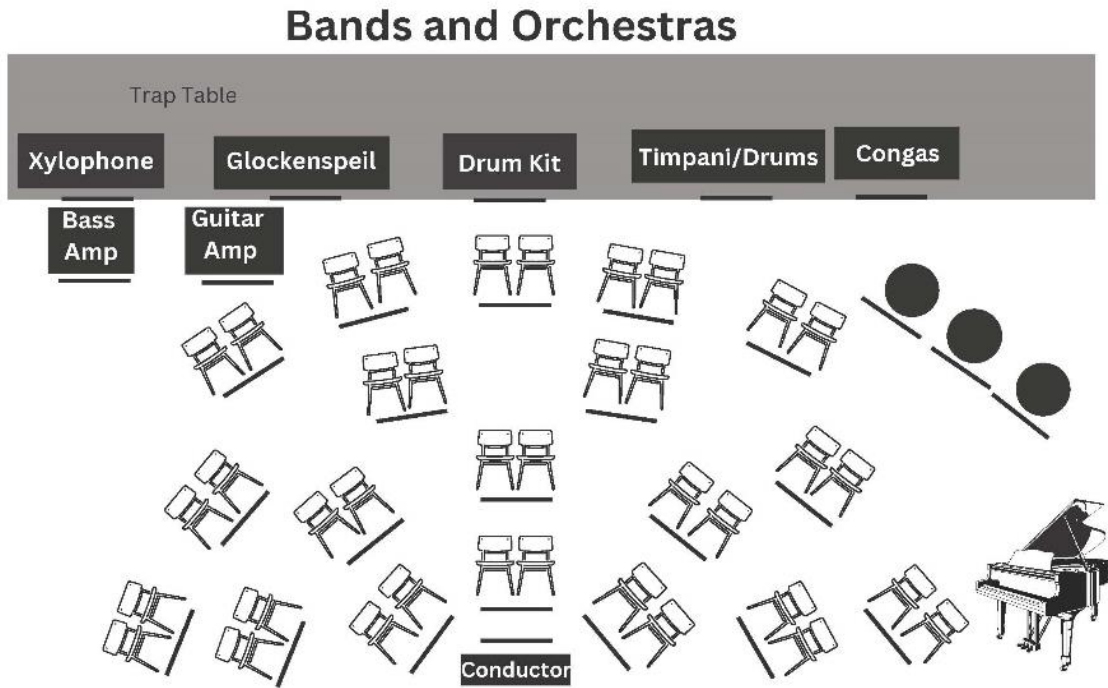 Bands and Orchestras
Trap Table
Xylophone
Glockenspeil
Drum Kit
Timpani/Drums
Congas
Bass
Amp
Guitar
Amp
Conductor